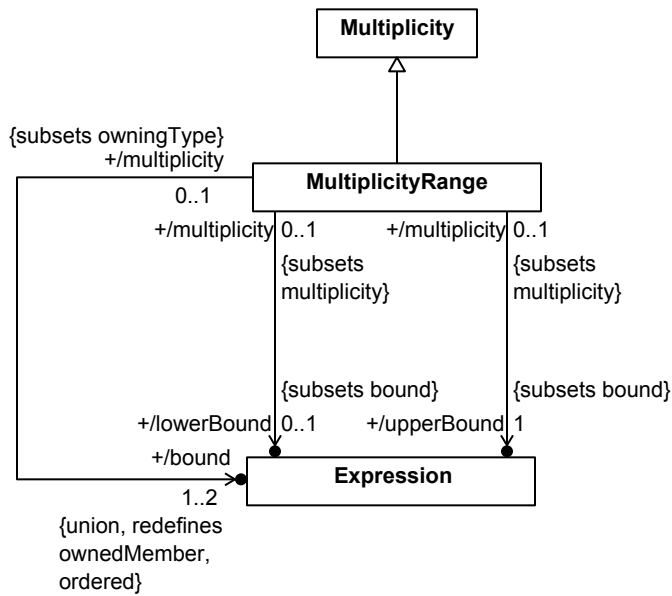 Multiplicity
{subsets owningType}
+/multiplicity
0..1
MultiplicityRange
+/multiplicity 0..1
{subsets
multiplicity}
+/multiplicity 0..1
{subsets
multiplicity}
{subsets bound}
+/lowerBound 0..1
{subsets bound}
+/upperBound 1
+/bound
1..2
{union, redefines
ownedMember,
ordered}
Expression